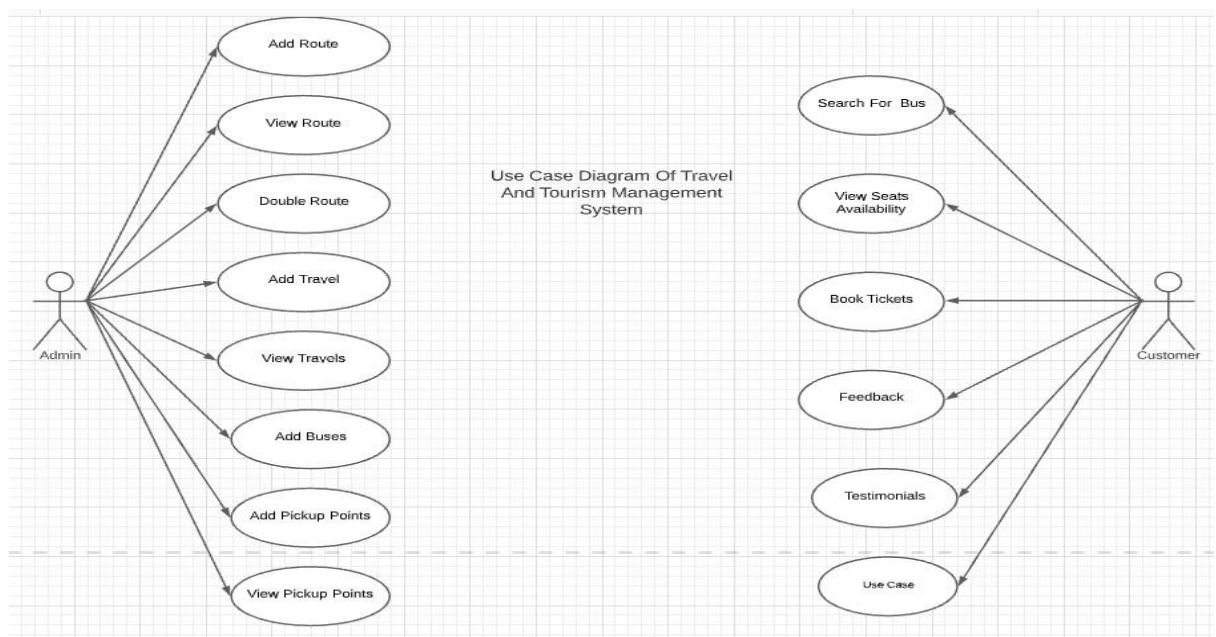 Add Route
View Route
Double Route
Add Travel
View Travels
Add Buses
Add Pickup Points
View Pickup Points
Admin
Use Case Diagram Of Travel
And Tourism Management
System
Search For Bus
View Seats
Availability
Book Tickets
Feedback
Testimonials
Use Case
Customer